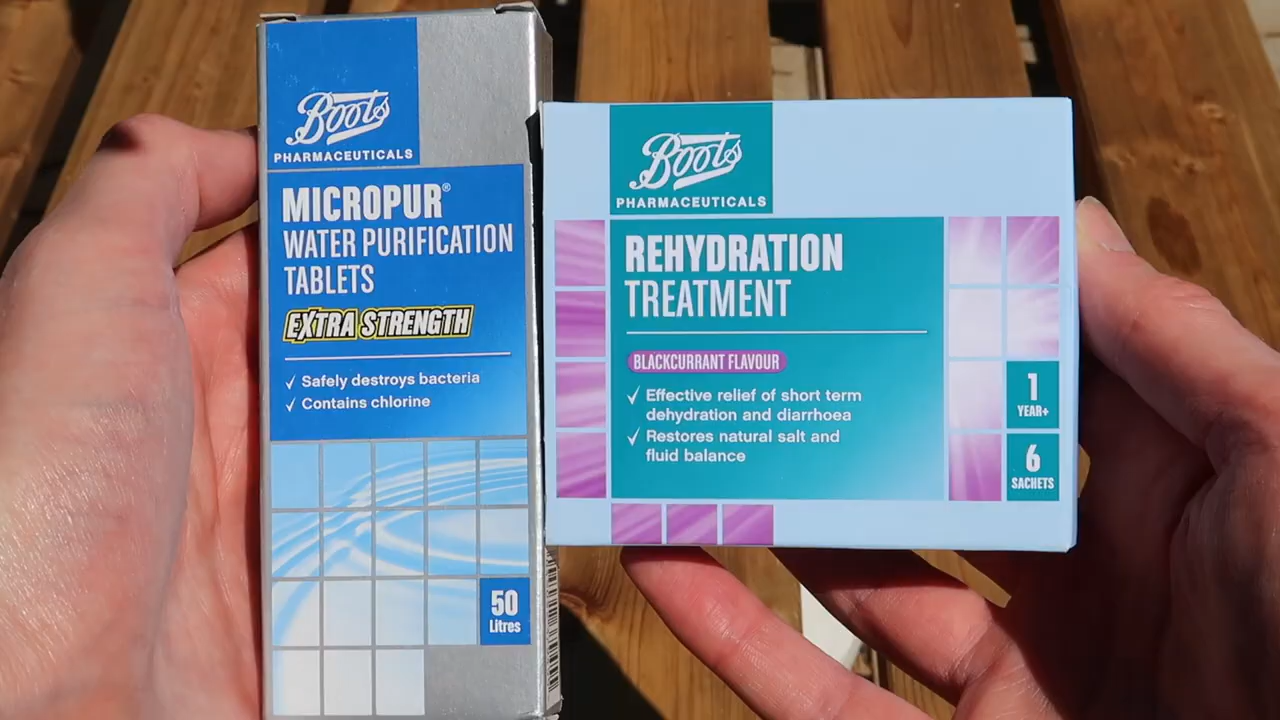 Boots
PHARMACEUTICALS
MICROPUR®
WATER PURIFICATION
TABLETS
EXTRA STRENGTH
✓ Safely destroys bacteria
✓ Contains chlorine
50
Litres
Boots
PHARMACEUTICALS
REHYDRATION
TREATMENT
BLACKCURRANT FLAVOUR
✓ Effective relief of short term
dehydration and diarrhoea
✓ Restores natural salt and
fluid balance
1
YEAR+
6
SACHETS